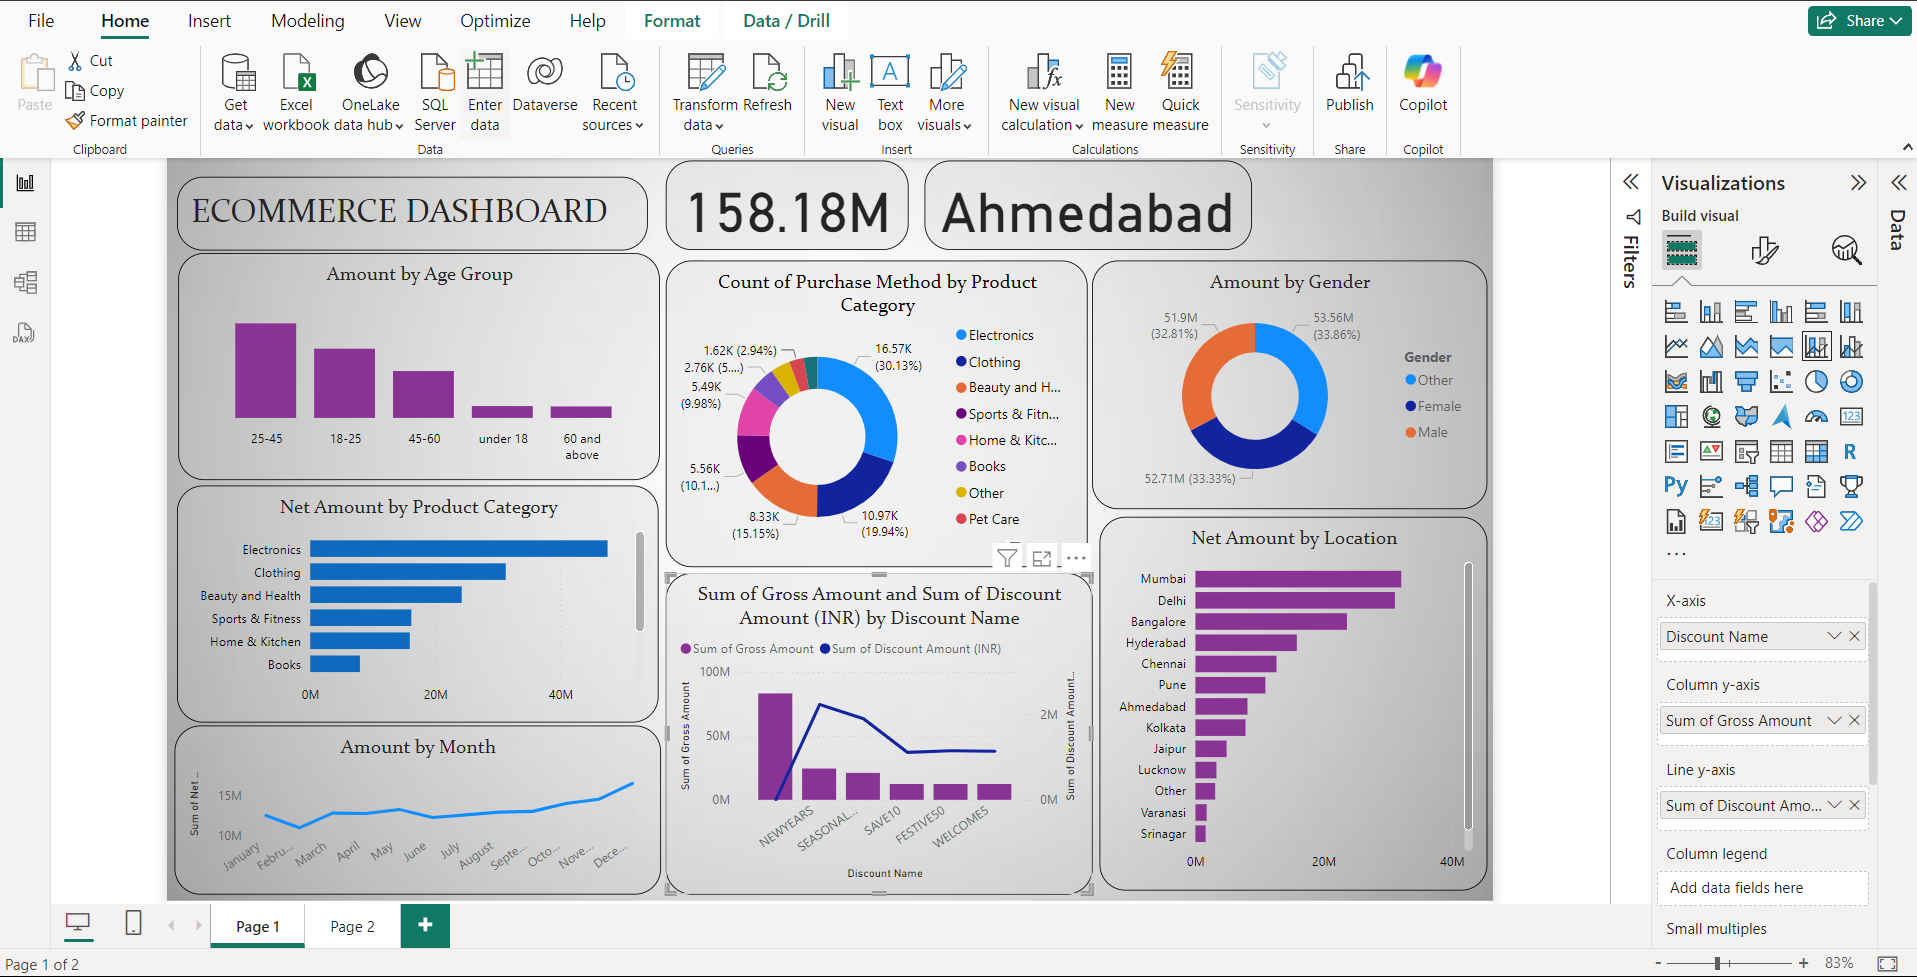 File Home Insert Modeling View Optimize Help Format Data / Drill Share
Paste
Cut
Copy
Format painter
Clipboard
Get data
Excel workbook
OneLake data hub
SQL Server
Enter data
Dataverse
Recent sources
Data
Transform data
Refresh
Queries
New visual
Text box
More visuals
Insert
New visual calculation
New measure
Quick measure
Calculations
Sensitivity
Sensitivity
Publish
Share
Copilot
Copilot
ECOMMERCE DASHBOARD
158.18M
Ahmedabad
Amount by Age Group
25-45
18-25
45-60
under 18
60 and
above
Net Amount by Product Category
Electronics
Clothing
Beauty and Health
Sports & Fitness
Home & Kitchen
Books
0M 20M 40M
Amount by Month
Sum of Net ...
15M
10M
January
Febru...
March
April
May
June
July
August
Septe...
Octo...
Nove...
Dece...
Count of Purchase Method by Product
Category
16.57K
(30.13%)
10.97K
(19.94%)
8.33K
(15.15%)
5.56K
(10.1...)
5.49K
(9.98%)
2.76K (5....)
1.62K (2.94%)
Electronics
Clothing
Beauty and H...
Sports & Fitn...
Home & Kitc...
Books
Other
Pet Care
Sum of Gross Amount and Sum of Discount
Amount (INR) by Discount Name
Sum of Gross Amount Sum of Discount Amount (INR)
Sum of Gross Amount
100M
50M
0M
2M
0M
Sum of Discount Amount...
NEWYEARS
SEASONAL...
SAVE10
FESTIVE50
WELCOME5
Discount Name
Amount by Gender
51.9M
(32.81%)
53.56M
(33.86%)
52.71M (33.33%)
Gender
Other
Female
Male
Net Amount by Location
Mumbai
Delhi
Bangalore
Hyderabad
Chennai
Pune
Ahmedabad
Kolkata
Jaipur
Lucknow
Other
Varanasi
Srinagar
0M 20M 40M
Filters
Visualizations
Build visual
123
R
Py
123
...
X-axis
Discount Name
Column y-axis
Sum of Gross Amount
Line y-axis
Sum of Discount Amo...
Column legend
Add data fields here
Small multiples
Data
DAX
Page 1
Page 2
+
Page 1 of 2
- + 83%